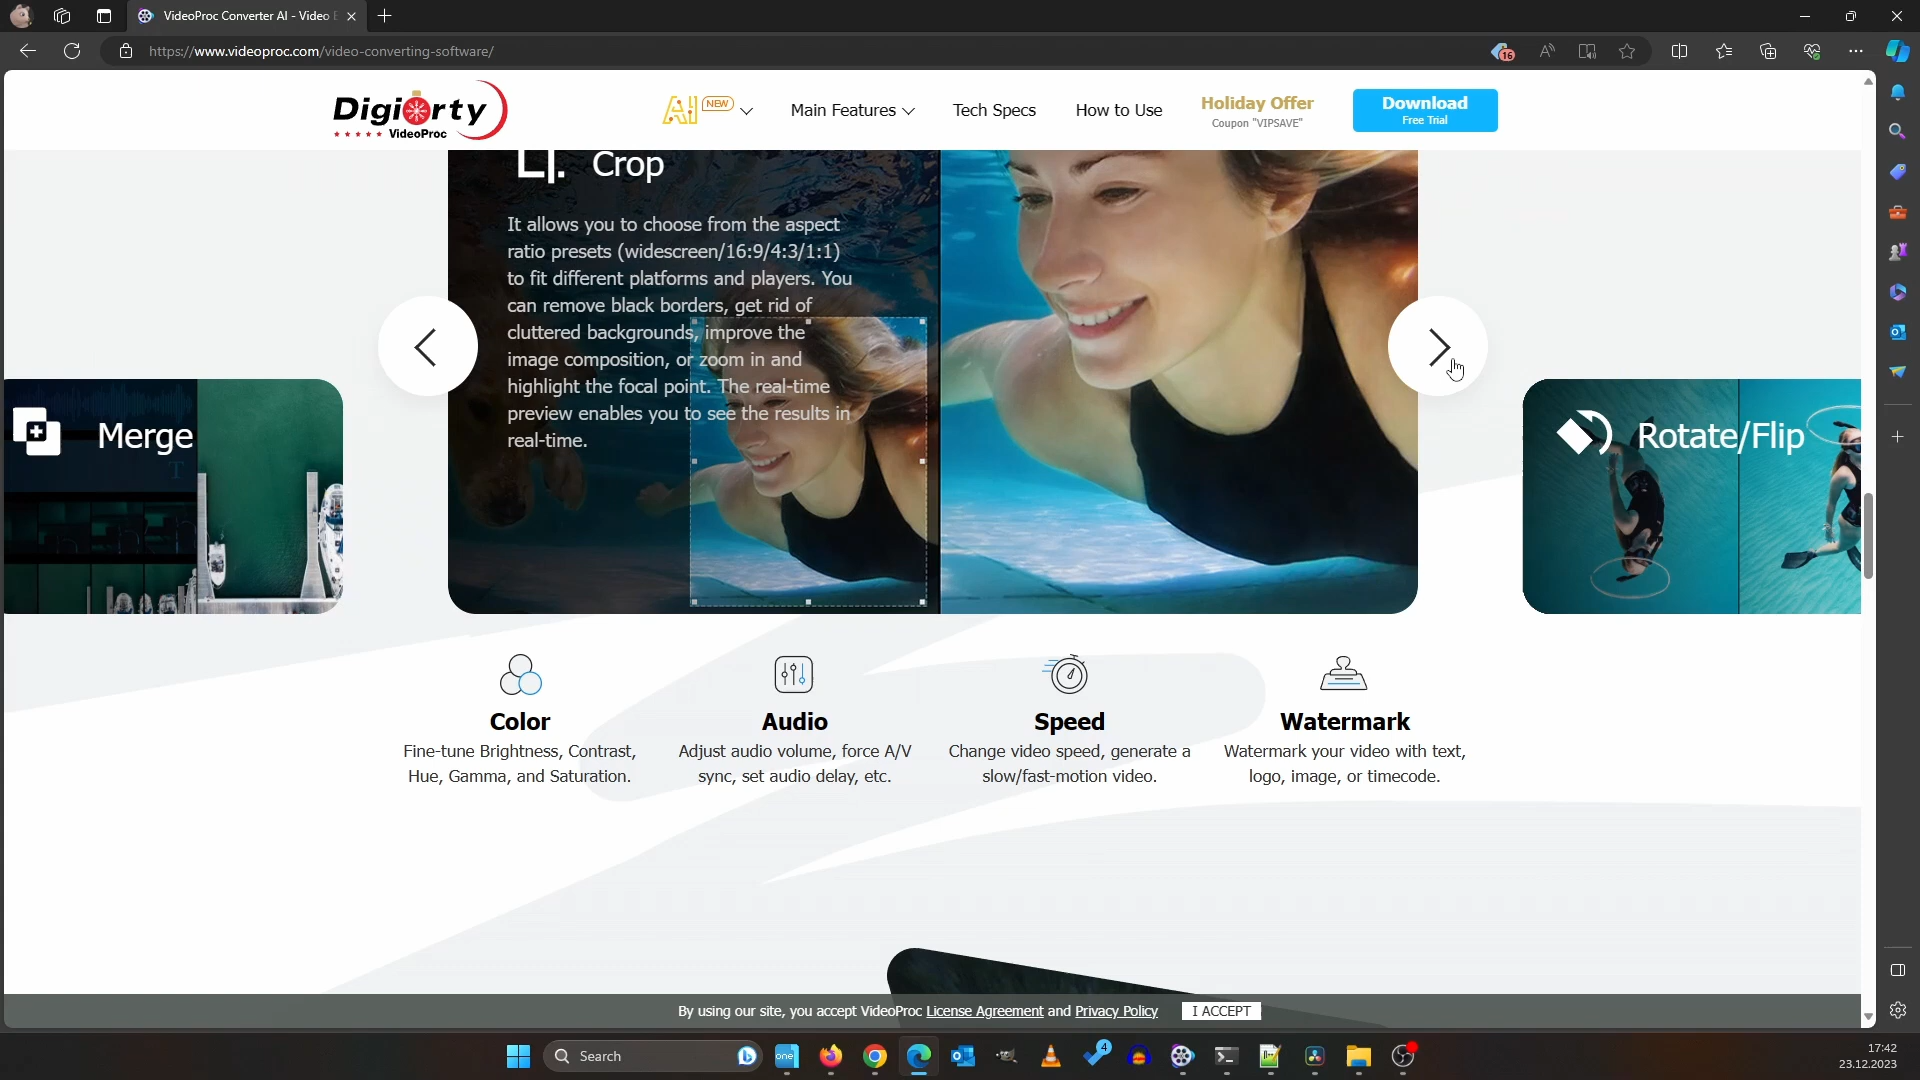 VideoProc Converter AI - Video
https://www.videoproc.com/video-converting-software/
16
Digiarty
VideoProc
AI NEW
Main Features
Tech Specs
How to Use
Holiday Offer
Coupon "VIPSAVE"
Download
Free Trial
Crop
It allows you to choose from the aspect
ratio presets (widescreen/16:9/4:3/1:1)
to fit different platforms and players. You
can remove black borders, get rid of
cluttered backgrounds, improve the
image composition, or zoom in and
highlight the focal point. The real-time
preview enables you to see the results in
real-time.
Merge
T
Rotate/Flip
Color
Fine-tune Brightness, Contrast,
Hue, Gamma, and Saturation.
Audio
Adjust audio volume, force A/V
sync, set audio delay, etc.
Speed
Change video speed, generate a
slow/fast-motion video.
Watermark
Watermark your video with text,
logo, image, or timecode.
By using our site, you accept VideoProc License Agreement and Privacy Policy
I ACCEPT
Search
one
4
17:42
23.12.2023